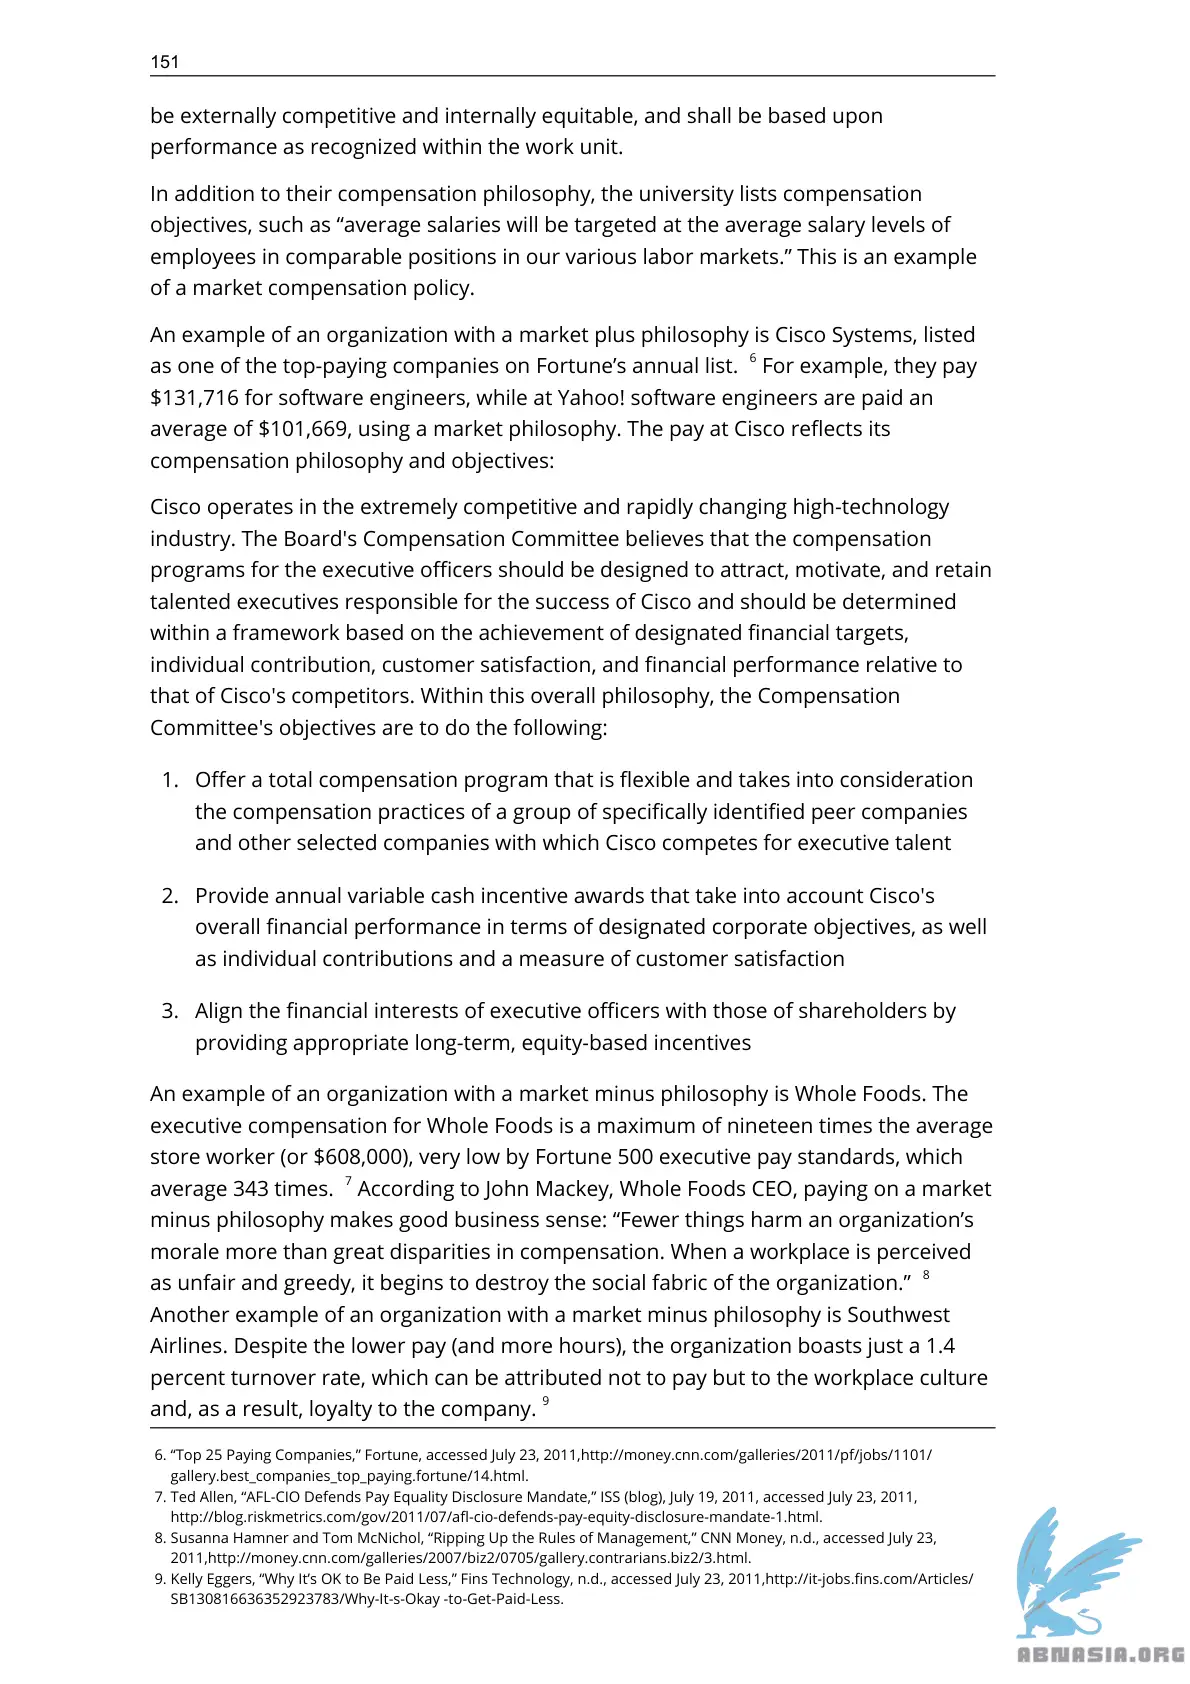 151
be externally competitive and internally equitable, and shall be based upon
performance as recognized within the work unit.
In addition to their compensation philosophy, the university lists compensation
objectives, such as “average salaries will be targeted at the average salary levels of
employees in comparable positions in our various labor markets.” This is an example
of a market compensation policy.
An example of an organization with a market plus philosophy is Cisco Systems, listed
as one of the top-paying companies on Fortune’s annual list. 6 For example, they pay
$131,716 for software engineers, while at Yahoo! software engineers are paid an
average of $101,669, using a market philosophy. The pay at Cisco reflects its
compensation philosophy and objectives:
Cisco operates in the extremely competitive and rapidly changing high-technology
industry. The Board's Compensation Committee believes that the compensation
programs for the executive officers should be designed to attract, motivate, and retain
talented executives responsible for the success of Cisco and should be determined
within a framework based on the achievement of designated financial targets,
individual contribution, customer satisfaction, and financial performance relative to
that of Cisco's competitors. Within this overall philosophy, the Compensation
Committee's objectives are to do the following:
1. Offer a total compensation program that is flexible and takes into consideration
the compensation practices of a group of specifically identified peer companies
and other selected companies with which Cisco competes for executive talent
2. Provide annual variable cash incentive awards that take into account Cisco's
overall financial performance in terms of designated corporate objectives, as well
as individual contributions and a measure of customer satisfaction
3. Align the financial interests of executive officers with those of shareholders by
providing appropriate long-term, equity-based incentives
An example of an organization with a market minus philosophy is Whole Foods. The
executive compensation for Whole Foods is a maximum of nineteen times the average
store worker (or $608,000), very low by Fortune 500 executive pay standards, which
average 343 times. 7 According to John Mackey, Whole Foods CEO, paying on a market
minus philosophy makes good business sense: “Fewer things harm an organization’s
morale more than great disparities in compensation. When a workplace is perceived
as unfair and greedy, it begins to destroy the social fabric of the organization.” 8
Another example of an organization with a market minus philosophy is Southwest
Airlines. Despite the lower pay (and more hours), the organization boasts just a 1.4
percent turnover rate, which can be attributed not to pay but to the workplace culture
and, as a result, loyalty to the company. 9
6. “Top 25 Paying Companies,” Fortune, accessed July 23, 2011,http://money.cnn.com/galleries/2011/pf/jobs/1101/
gallery.best_companies_top_paying.fortune/14.html.
7. Ted Allen, “AFL-CIO Defends Pay Equality Disclosure Mandate,” ISS (blog), July 19, 2011, accessed July 23, 2011,
http://blog.riskmetrics.com/gov/2011/07/afl-cio-defends-pay-equity-disclosure-mandate-1.html.
8. Susanna Hamner and Tom McNichol, “Ripping Up the Rules of Management,” CNN Money, n.d., accessed July 23,
2011,http://money.cnn.com/galleries/2007/biz2/0705/gallery.contrarians.biz2/3.html.
9. Kelly Eggers, “Why It’s OK to Be Paid Less,” Fins Technology, n.d., accessed July 23, 2011,http://it-jobs.fins.com/Articles/
SB130816636352923783/Why-It-s-Okay -to-Get-Paid-Less.
ABNASIA.ORG